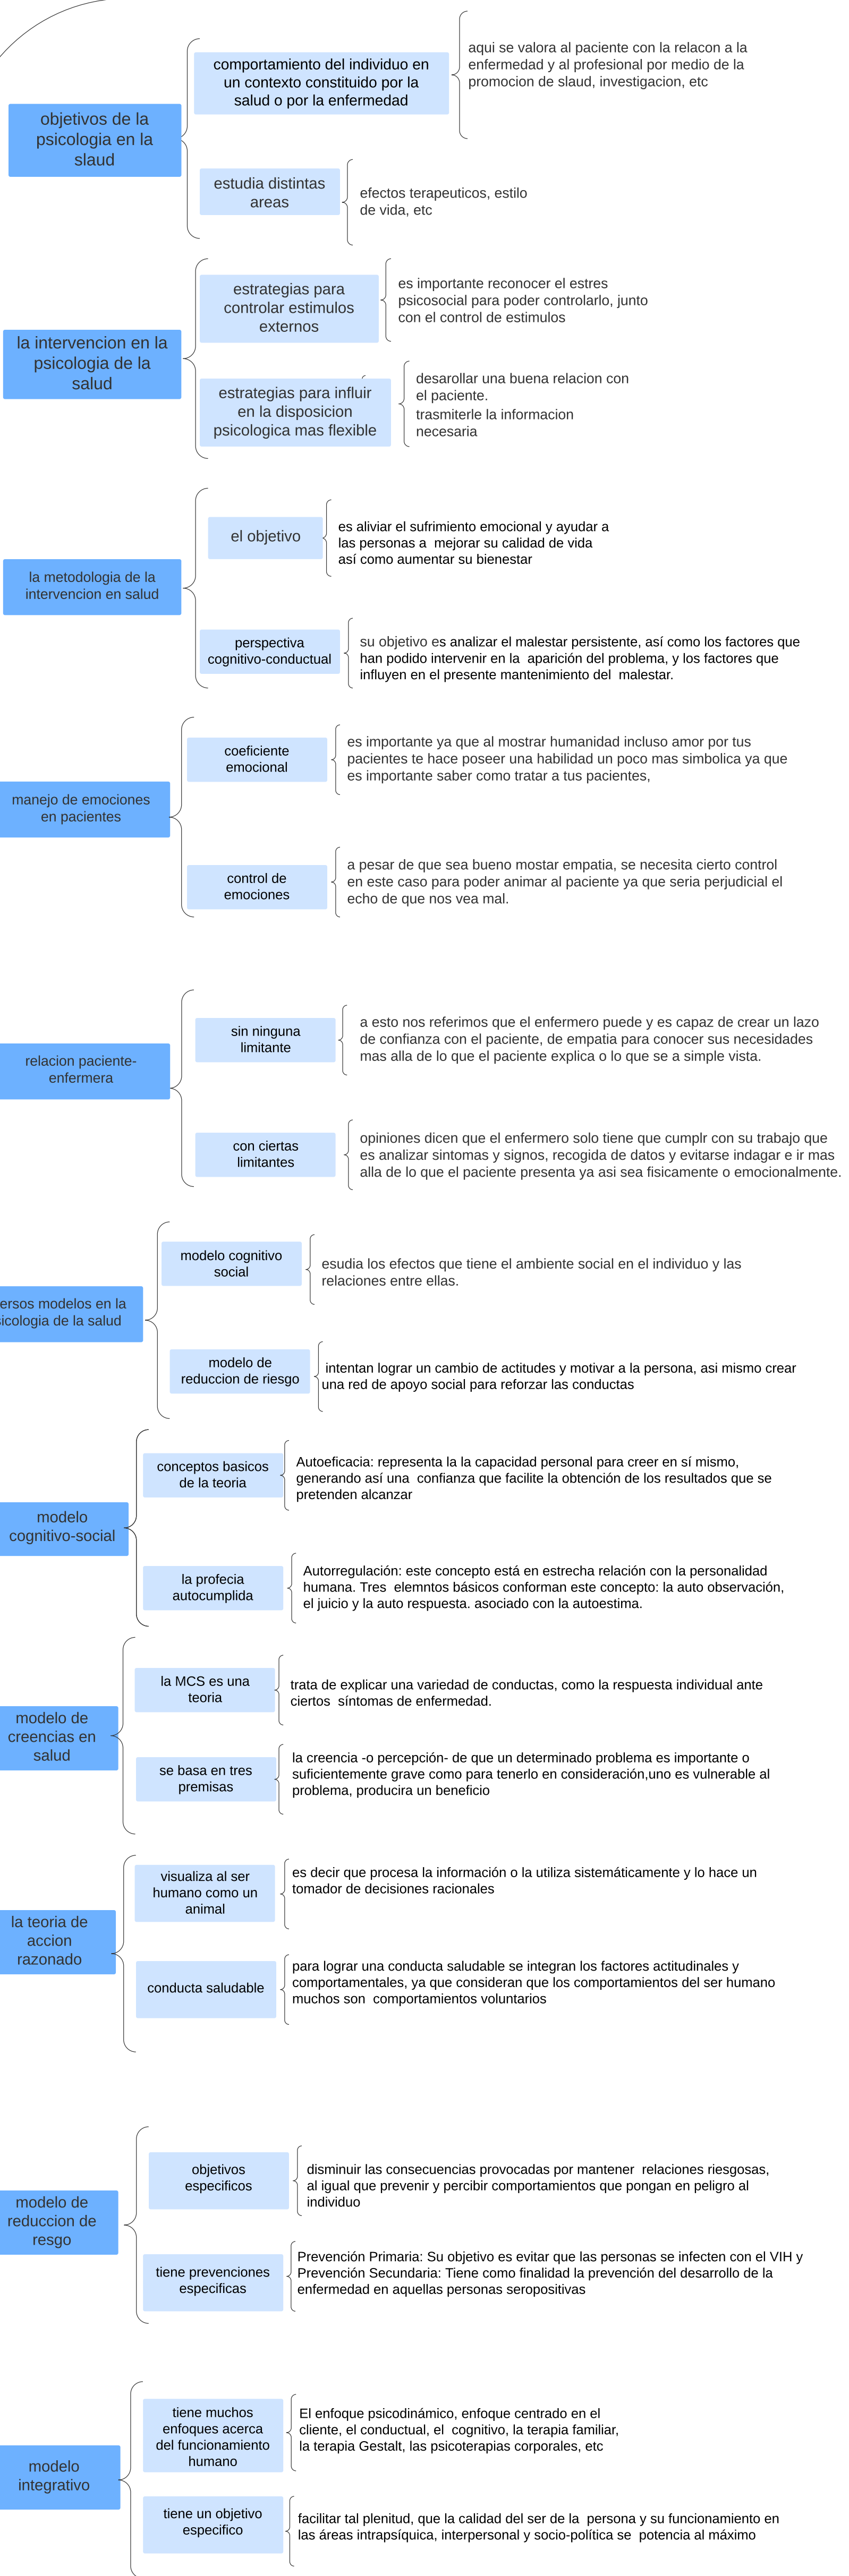 objetivos de la
psicologia en la
slaud
comportamiento del individuo en
un contexto constituido por la
salud o por la enfermedad
aqui se valora al paciente con la relacon a la
enfermedad y al profesional por medio de la
promocion de slaud, investigacion, etc
estudia distintas
areas
efectos terapeuticos, estilo
de vida, etc
la intervencion en la
psicologia de la
salud
estrategias para
controlar estimulos
externos
es importante reconocer el estres
psicosocial para poder controlarlo, junto
con el control de estimulos
estrategias para influir
en la disposicion
psicologica mas flexible
desarollar una buena relacion con
el paciente.
trasmiterle la informacion
necesaria
la metodologia de la
intervencion en salud
el objetivo
es aliviar el sufrimiento emocional y ayudar a
las personas a  mejorar su calidad de vida
así como aumentar su bienestar
perspectiva
cognitivo-conductual
su objetivo es analizar el malestar persistente, así como los factores que
han podido intervenir en la  aparición del problema, y los factores que
influyen en el presente mantenimiento del  malestar.
manejo de emociones
en pacientes
coeficiente
emocional
es importante ya que al mostrar humanidad incluso amor por tus
pacientes te hace poseer una habilidad un poco mas simbolica ya que
es importante saber como tratar a tus pacientes,
control de
emociones
a pesar de que sea bueno mostar empatia, se necesita cierto control
en este caso para poder animar al paciente ya que seria perjudicial el
echo de que nos vea mal.
relacion paciente-
enfermera
sin ninguna
limitante
a esto nos referimos que el enfermero puede y es capaz de crear un lazo
de confianza con el paciente, de empatia para conocer sus necesidades
mas alla de lo que el paciente explica o lo que se a simple vista.
con ciertas
limitantes
opiniones dicen que el enfermero solo tiene que cumplr con su trabajo que
es analizar sintomas y signos, recogida de datos y evitarse indagar e ir mas
alla de lo que el paciente presenta ya asi sea fisicamente o emocionalmente.
ersos modelos en la
sicologia de la salud
modelo cognitivo
social
esudia los efectos que tiene el ambiente social en el individuo y las
relaciones entre ellas.
modelo de
reduccion de riesgo
intentan lograr un cambio de actitudes y motivar a la persona, asi mismo crear
una red de apoyo social para reforzar las conductas
modelo
cognitivo-social
conceptos basicos
de la teoria
Autoeficacia: representa la la capacidad personal para creer en sí mismo,
generando así una  confianza que facilite la obtención de los resultados que se
pretenden alcanzar
la profecia
autocumplida
Autorregulación: este concepto está en estrecha relación con la personalidad
humana. Tres  elemntos básicos conforman este concepto: la auto observación,
el juicio y la auto respuesta. asociado con la autoestima.
modelo de
creencias en
salud
la MCS es una
teoria
trata de explicar una variedad de conductas, como la respuesta individual ante
ciertos  síntomas de enfermedad.
se basa en tres
premisas
la creencia -o percepción- de que un determinado problema es importante o
suficientemente grave como para tenerlo en consideración,uno es vulnerable al
problema, producira un beneficio
la teoria de
accion
razonado
visualiza al ser
humano como un
animal
es decir que procesa la información o la utiliza sistemáticamente y lo hace un
tomador de decisiones racionales
conducta saludable
para lograr una conducta saludable se integran los factores actitudinales y
comportamentales, ya que consideran que los comportamientos del ser humano
muchos son  comportamientos voluntarios
modelo de
reduccion de
resgo
objetivos
especificos
disminuir las consecuencias provocadas por mantener  relaciones riesgosas,
al igual que prevenir y percibir comportamientos que pongan en peligro al
individuo
tiene prevenciones
especificas
Prevención Primaria: Su objetivo es evitar que las personas se infecten con el VIH y
Prevención Secundaria: Tiene como finalidad la prevención del desarrollo de la
enfermedad en aquellas personas seropositivas
modelo
integrativo
tiene muchos
enfoques acerca
del funcionamiento
humano
El enfoque psicodinámico, enfoque centrado en el
cliente, el conductual, el  cognitivo, la terapia familiar,
la terapia Gestalt, las psicoterapias corporales, etc
tiene un objetivo
especifico
facilitar tal plenitud, que la calidad del ser de la  persona y su funcionamiento en
las áreas intrapsíquica, interpersonal y socio-política se  potencia al máximo